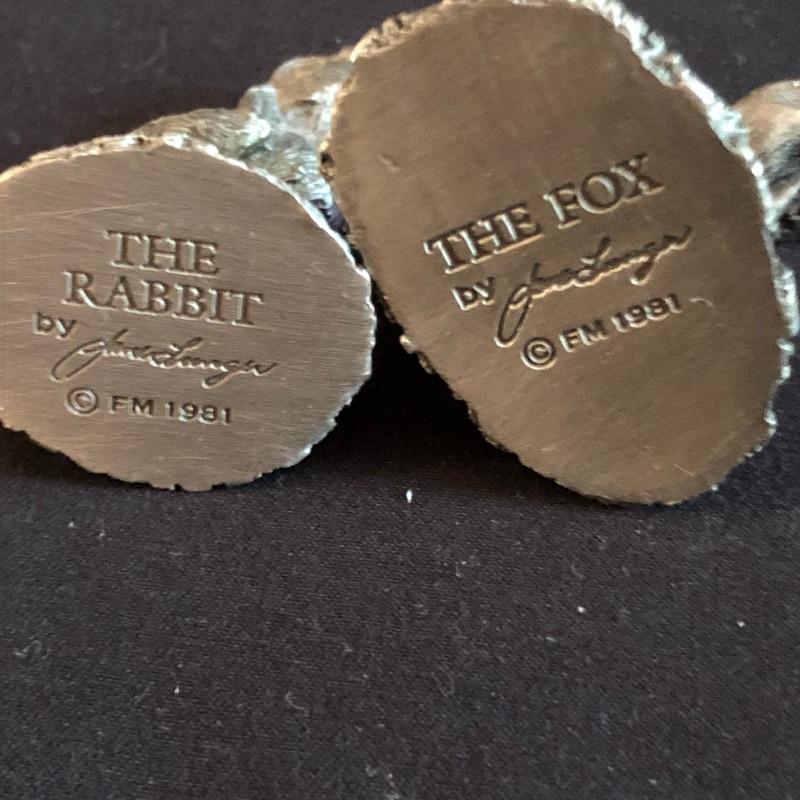 THE
RABBIT
by
© FM 1981
THE FOX
by
© FM 1981